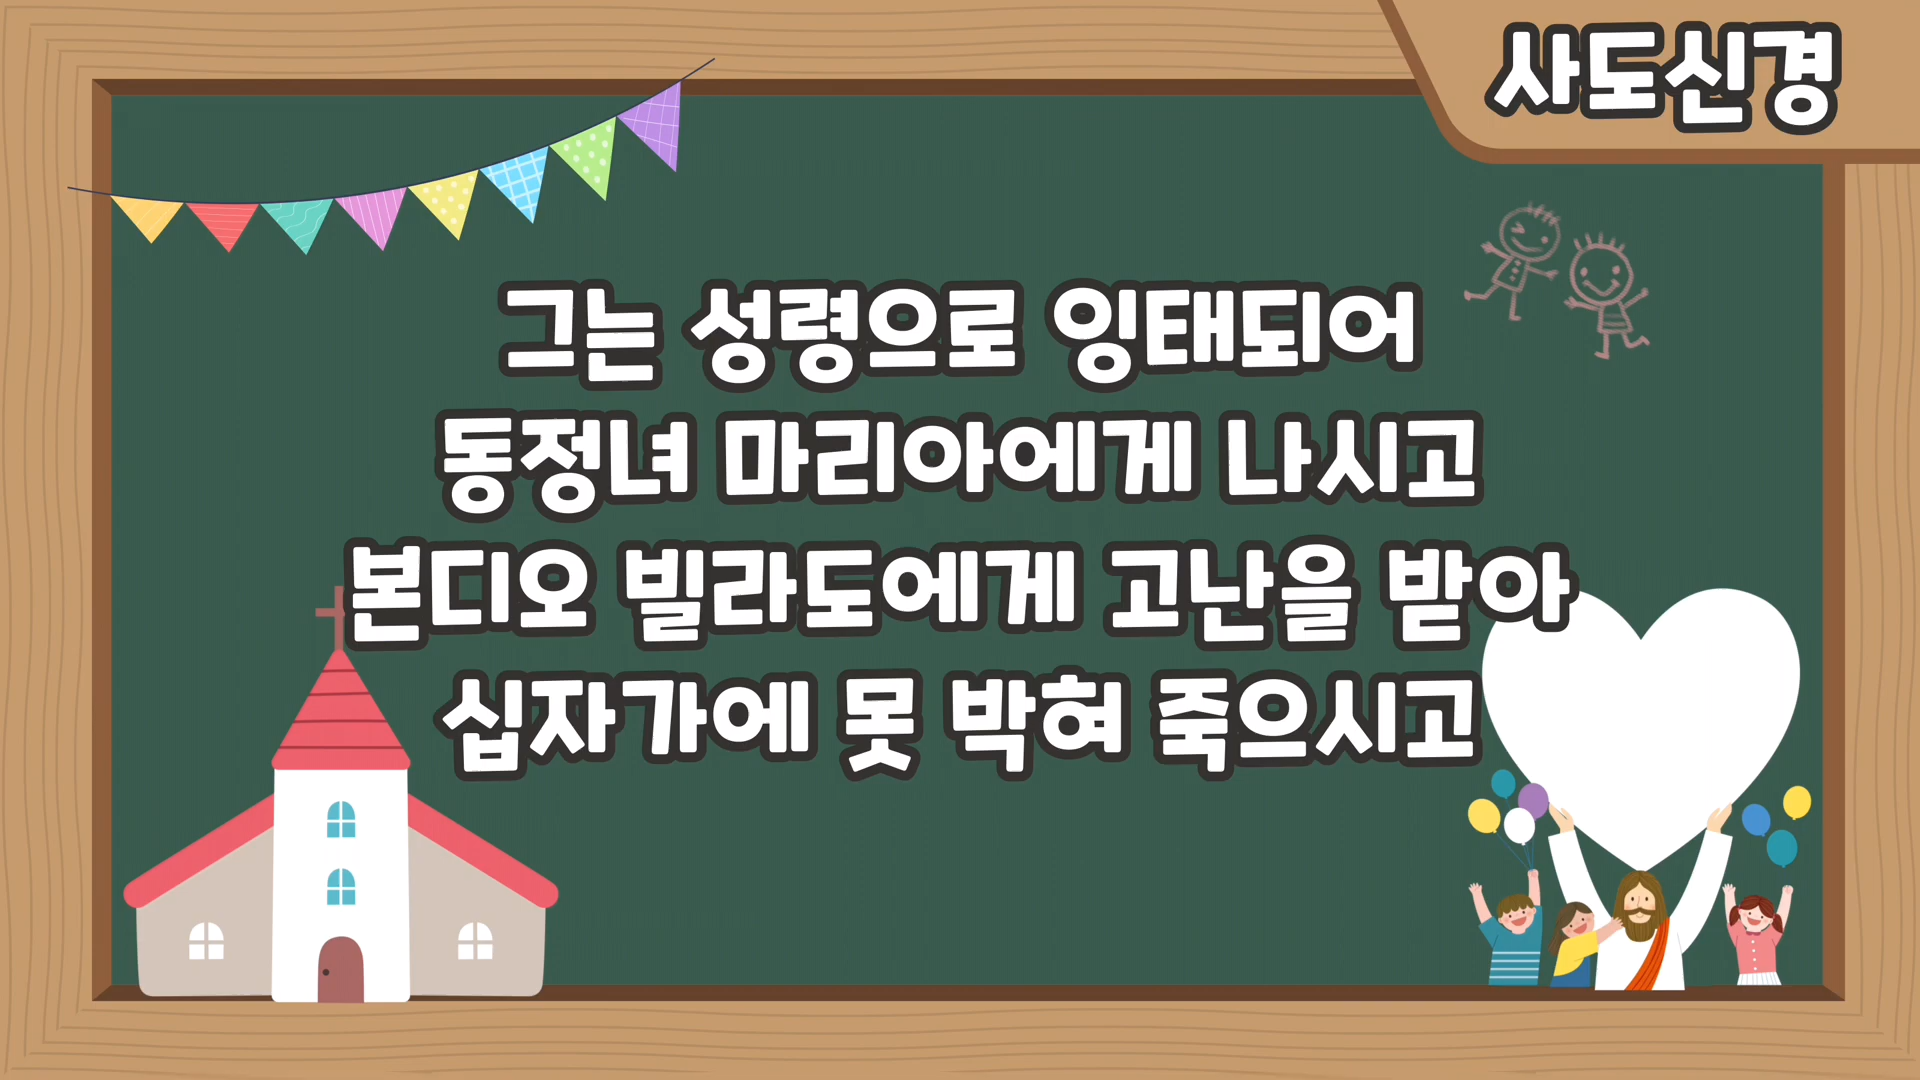 사도신경
그는 성령으로 잉태되어
동정녀 마리아에게 나시고
본디오 빌라도에게 고난을 받아
십자가에 못 박혀 죽으시고